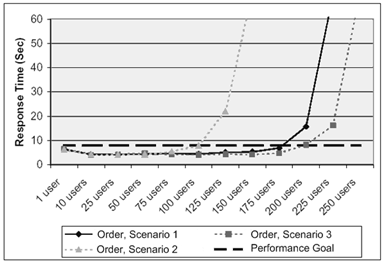 60
50
40
30
20
10
0
Response Time (Sec)
1 user
10 users
25 users
50 users
75 users
100 users
125 users
150 users
175 users
200 users
225 users
250 users
Order, Scenario 1
Order, Scenario 3
Order, Scenario 2
Performance Goal